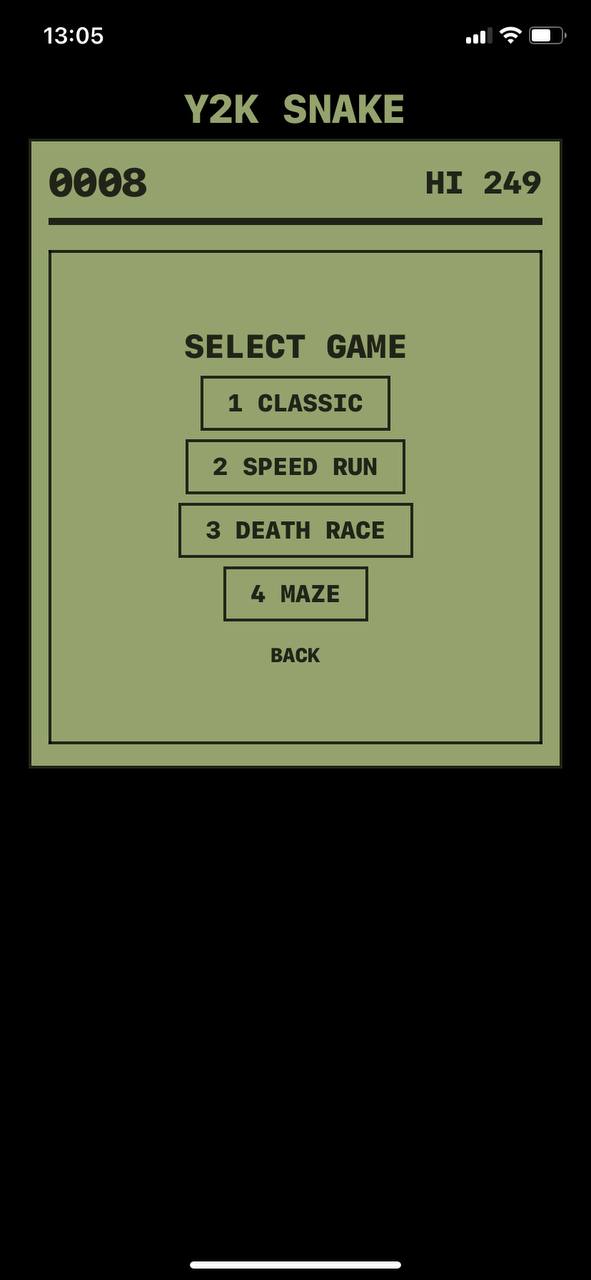 13:05
Y2K SNAKE
0008 HI 249
SELECT GAME
1 CLASSIC
2 SPEED RUN
3 DEATH RACE
4 MAZE
BACK